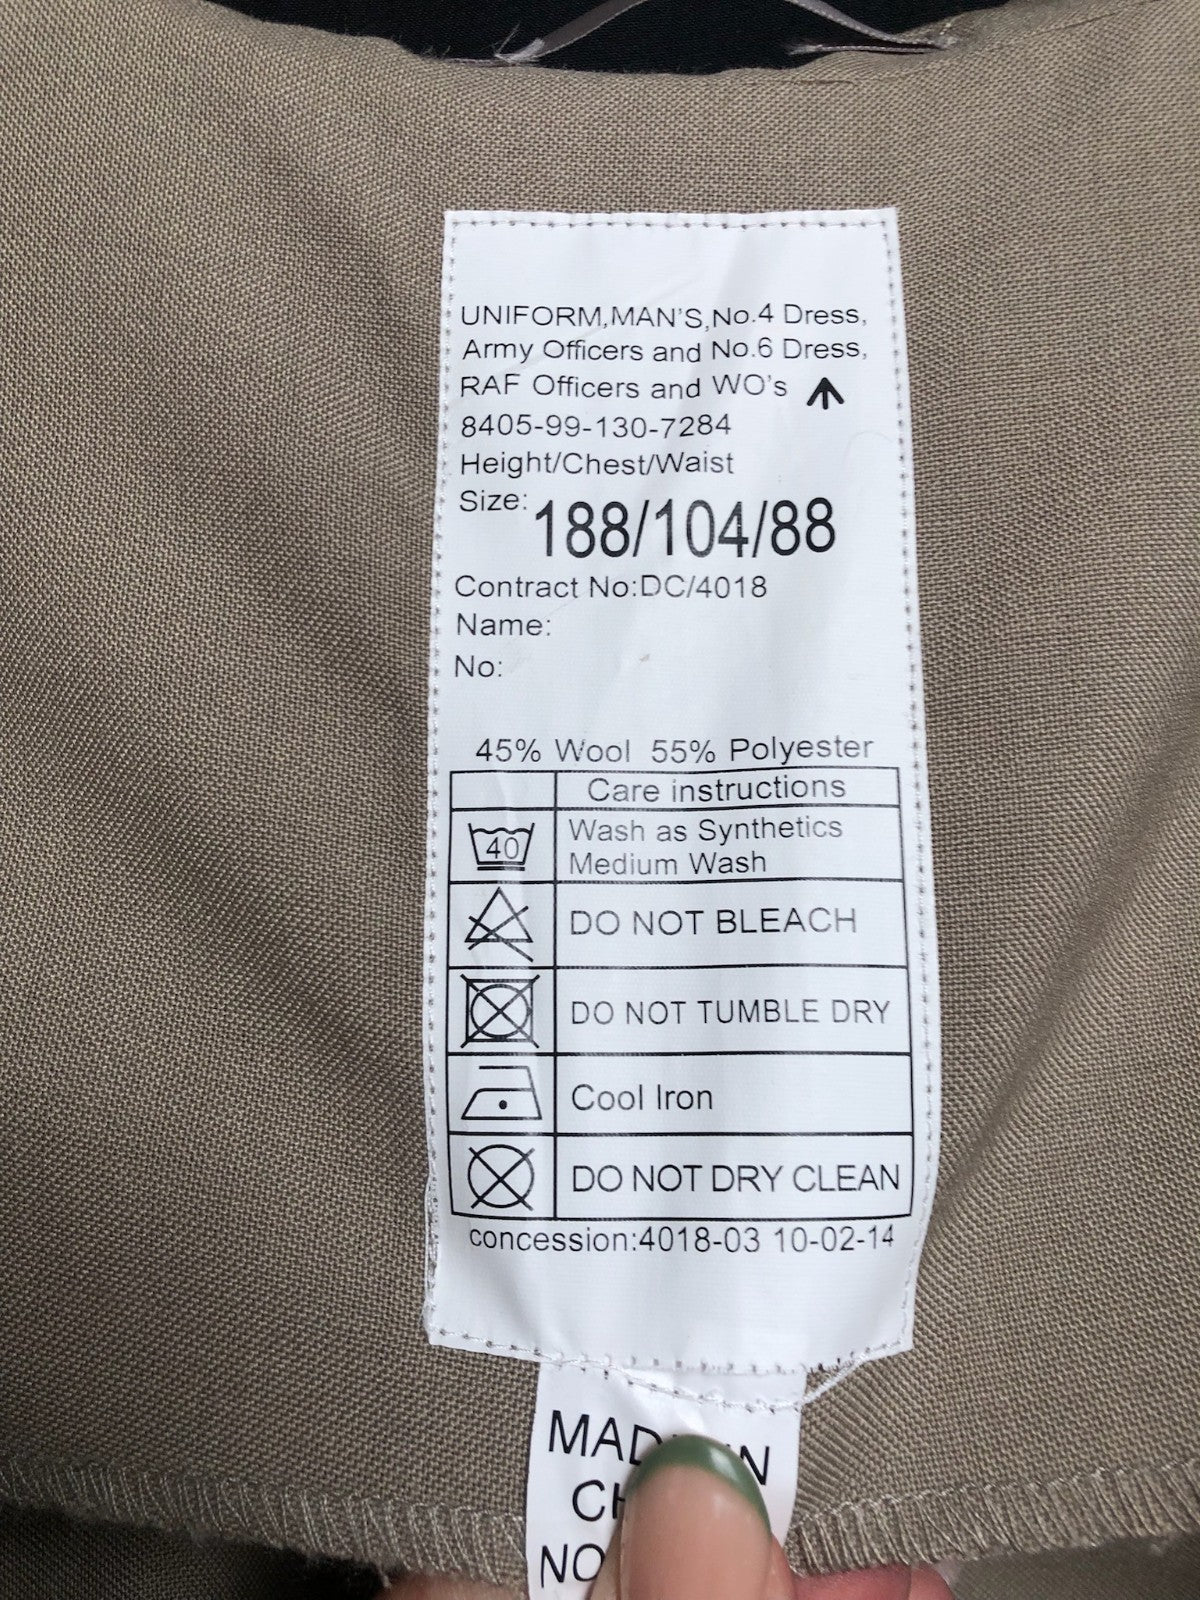 UNIFORM,MAN'S,No.4 Dress,
Army Officers and No.6 Dress,
RAF Officers and WO's
8405-99-130-7284
Height/Chest/Waist
Size: 188/104/88
Contract No:DC/4018
Name:
No:
45% Wool 55% Polyester
Care instructions
40
Wash as Synthetics
Medium Wash
DO NOT BLEACH
DO NOT TUMBLE DRY
Cool Iron
DO NOT DRY CLEAN
concession:4018-03 10-02-14